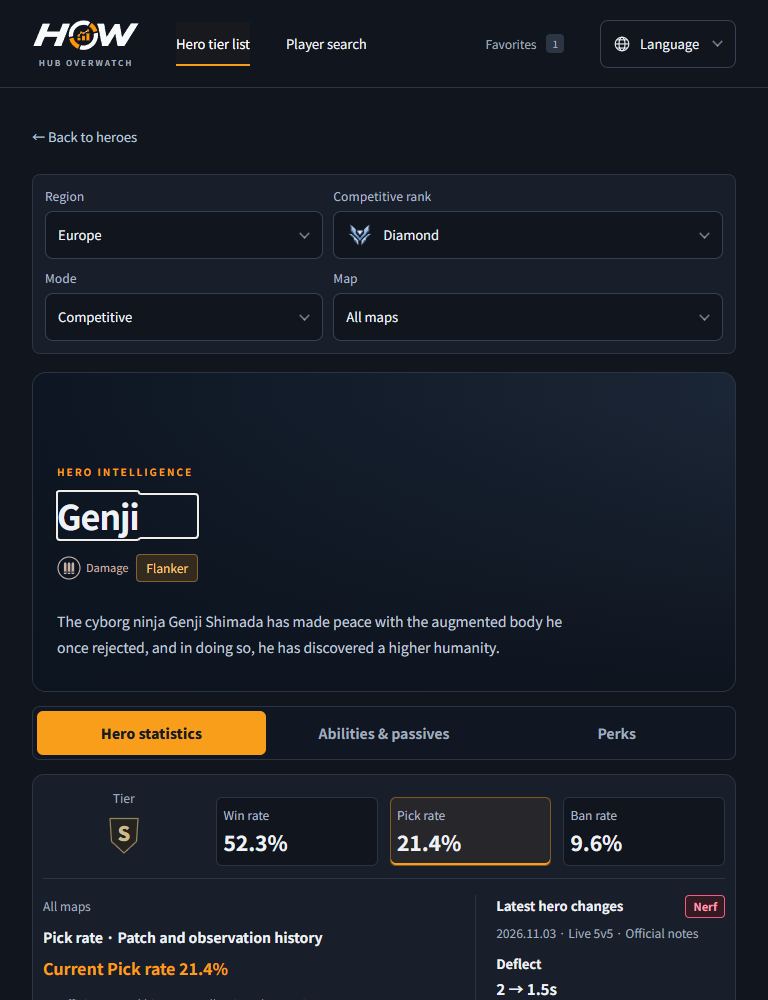 HOW
HUB OVERWATCH
Hero tier list
Player search
Favorites 1
Language
← Back to heroes
Region
Competitive rank
Europe
Diamond
Mode
Map
Competitive
All maps
HERO INTELLIGENCE
Genji
Damage
Flanker
The cyborg ninja Genji Shimada has made peace with the augmented body he
once rejected, and in doing so, he has discovered a higher humanity.
Hero statistics
Abilities & passives
Perks
Tier
S
Win rate
52.3%
Pick rate
21.4%
Ban rate
9.6%
All maps
Pick rate · Patch and observation history
Current Pick rate 21.4%
Latest hero changes
Nerf
2026.11.03 · Live 5v5 · Official notes
Deflect
2 → 1.5s